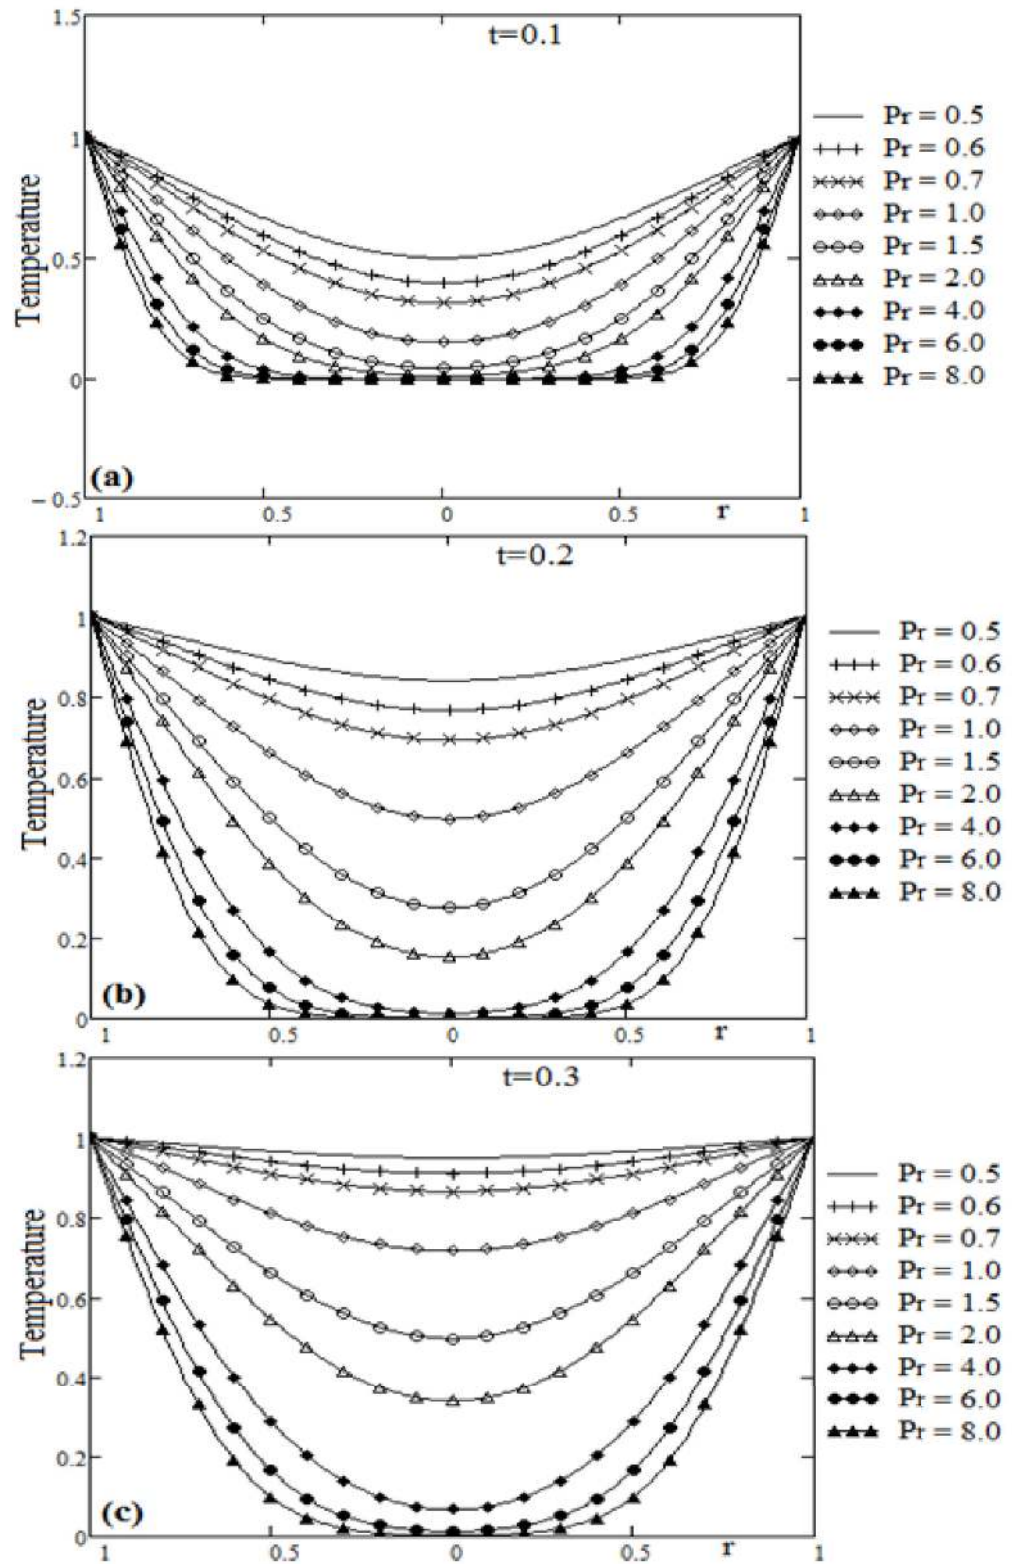 t=0.1
1.5
1
0.5
0
– 0.5
Temperature
(a)
1 0.5 0 0.5 r 1
Pr = 0.5
Pr = 0.6
Pr = 0.7
Pr = 1.0
Pr = 1.5
Pr = 2.0
Pr = 4.0
Pr = 6.0
Pr = 8.0
t=0.2
1.2
1
0.8
0.6
0.4
0.2
0
Temperature
(b)
1 0.5 0 0.5 r 1
Pr = 0.5
Pr = 0.6
Pr = 0.7
Pr = 1.0
Pr = 1.5
Pr = 2.0
Pr = 4.0
Pr = 6.0
Pr = 8.0
t=0.3
1.2
1
0.8
0.6
0.4
0.2
0
Temperature
(c)
1 0.5 0 0.5 r 1
Pr = 0.5
Pr = 0.6
Pr = 0.7
Pr = 1.0
Pr = 1.5
Pr = 2.0
Pr = 4.0
Pr = 6.0
Pr = 8.0